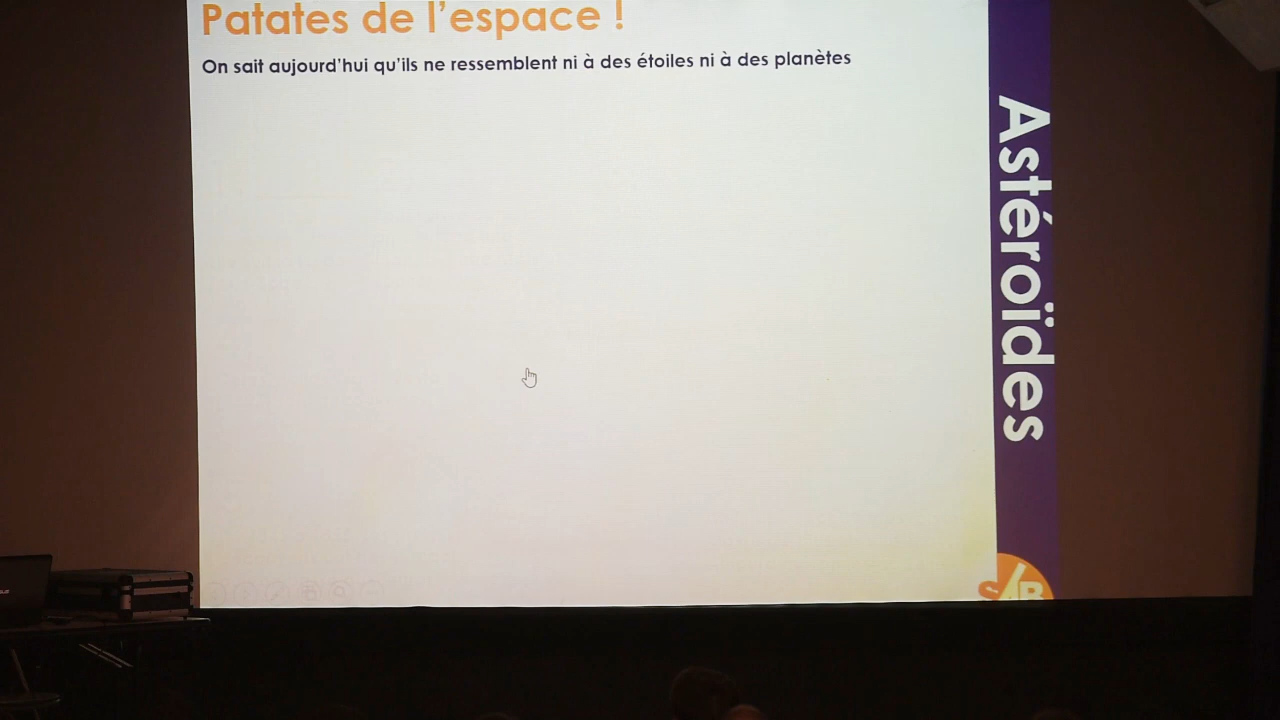 Patates de l'espace !
On sait aujourd'hui qu'ils ne ressemblent ni à des étoiles ni à des planètes
Astéroïdes